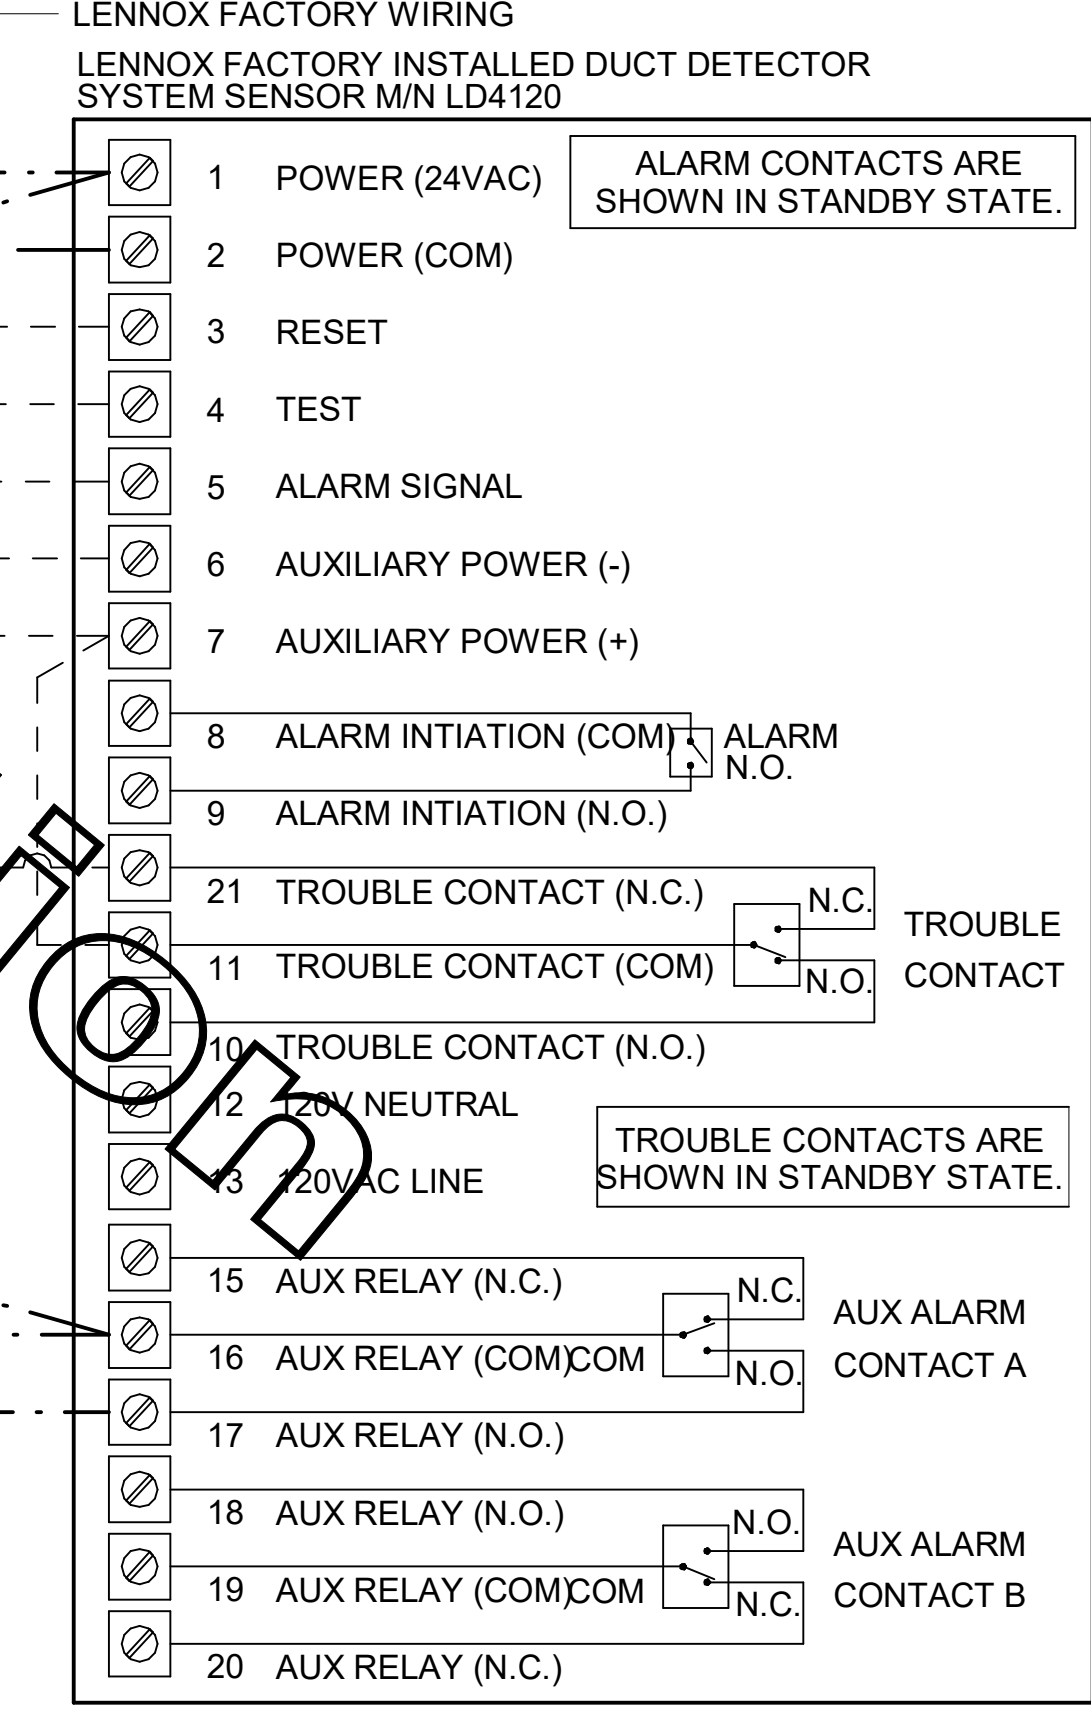 LENNOX FACTORY WIRING
LENNOX FACTORY INSTALLED DUCT DETECTOR
SYSTEM SENSOR M/N LD4120
ALARM CONTACTS ARE
SHOWN IN STANDBY STATE.
1 POWER (24VAC)
2 POWER (COM)
3 RESET
4 TEST
5 ALARM SIGNAL
6 AUXILIARY POWER (-)
7 AUXILIARY POWER (+)
8 ALARM INTIATION (COM)
ALARM
N.O.
9 ALARM INTIATION (N.O.)
21 TROUBLE CONTACT (N.C.)
N.C.
TROUBLE
CONTACT
11 TROUBLE CONTACT (COM)
N.O.
10 TROUBLE CONTACT (N.O.)
12 120V NEUTRAL
13 120VAC LINE
TROUBLE CONTACTS ARE
SHOWN IN STANDBY STATE.
15 AUX RELAY (N.C.)
N.C.
AUX ALARM
CONTACT A
16 AUX RELAY (COM) COM
N.O.
17 AUX RELAY (N.O.)
18 AUX RELAY (N.O.)
N.O.
AUX ALARM
CONTACT B
19 AUX RELAY (COM) COM
N.C.
20 AUX RELAY (N.C.)